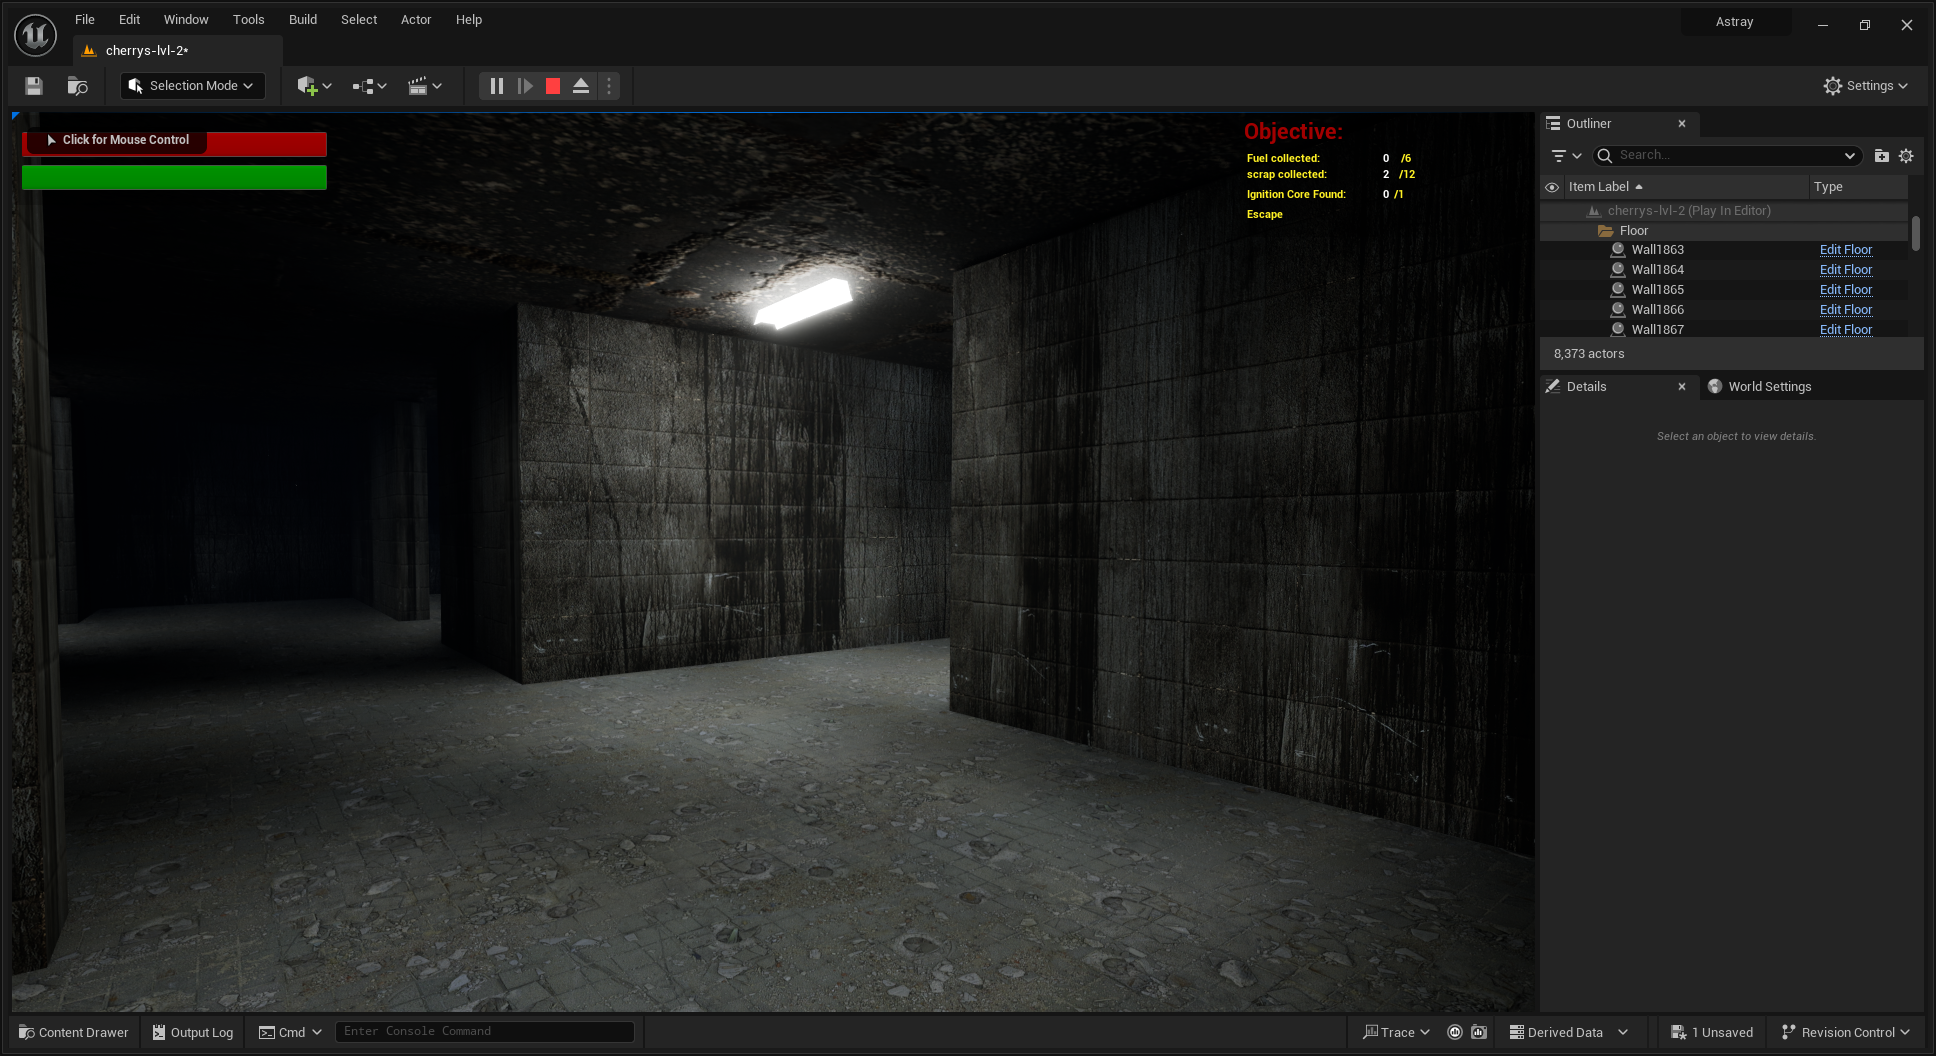 File Edit Window Tools Build Select Actor Help
Astray
cherrys-lvl-2*
Selection Mode
Settings
Click for Mouse Control
Objective:
Fuel collected: 0 /6
scrap collected: 2 /12
Ignition Core Found: 0 /1
Escape
Outliner
Search...
Item Label Type
cherrys-lvl-2 (Play In Editor)
Floor
Wall1863 Edit Floor
Wall1864 Edit Floor
Wall1865 Edit Floor
Wall1866 Edit Floor
Wall1867 Edit Floor
8,373 actors
Details World Settings
Select an object to view details.
Content Drawer Output Log Cmd Enter Console Command Trace Derived Data 1 Unsaved Revision Control